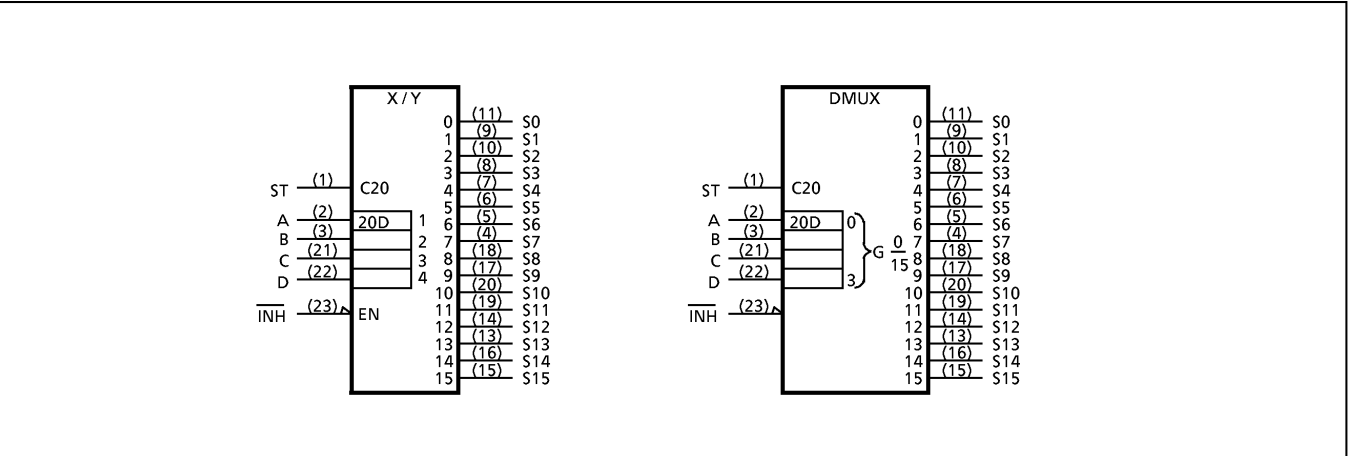 X / Y
0 (11) S0
1 (9) S1
2 (10) S2
3 (8) S3
ST (1) C20 4 (7) S4
5 (6) S5
A (2) 20D 1 6 (5) S6
B (3) 2 7 (4) S7
C (21) 3 8 (18) S8
D (22) 4 9 (17) S9
10 (20) S10
INH (23) EN 11 (19) S11
12 (14) S12
13 (13) S13
14 (16) S14
15 (15) S15
DMUX
0 (11) S0
1 (9) S1
2 (10) S2
3 (8) S3
ST (1) C20 4 (7) S4
5 (6) S5
A (2) 20D 0 6 (5) S6
B (3) G 0/15 7 (4) S7
C (21) 8 (18) S8
D (22) 3 9 (17) S9
10 (20) S10
INH (23) 11 (19) S11
12 (14) S12
13 (13) S13
14 (16) S14
15 (15) S15